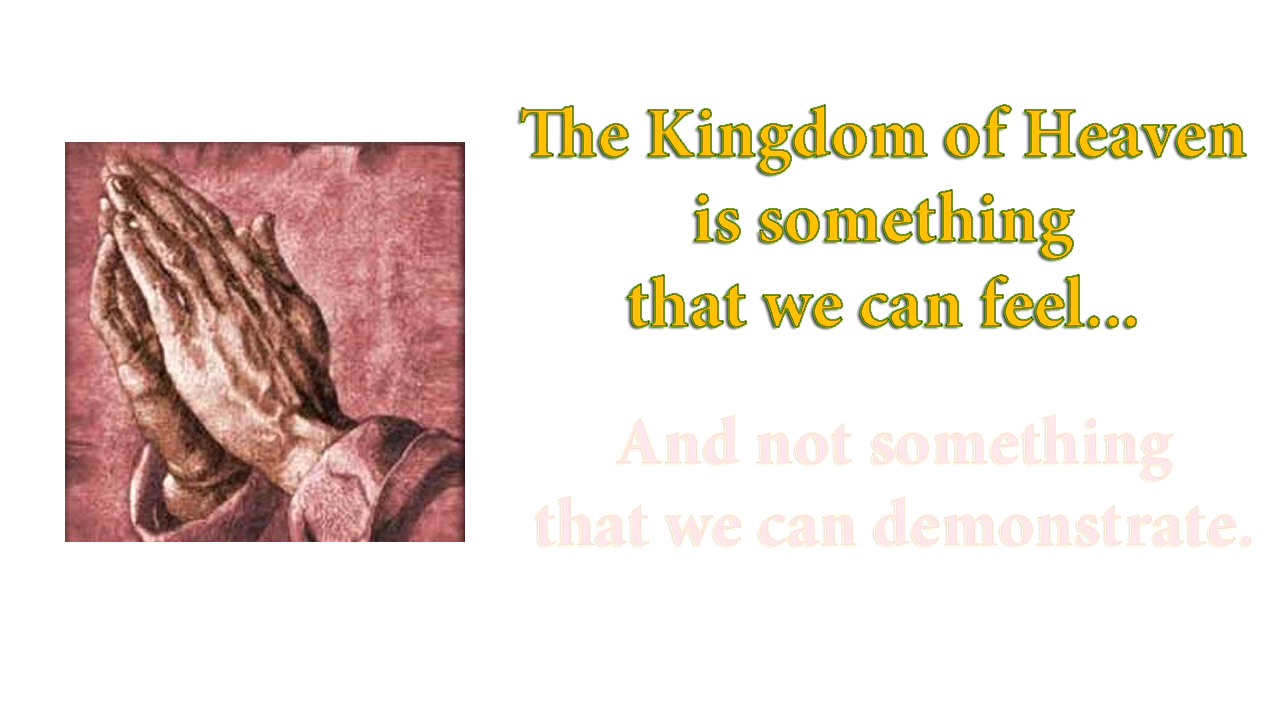 The Kingdom of Heaven
is something
that we can feel...
And not something
that we can demonstrate.